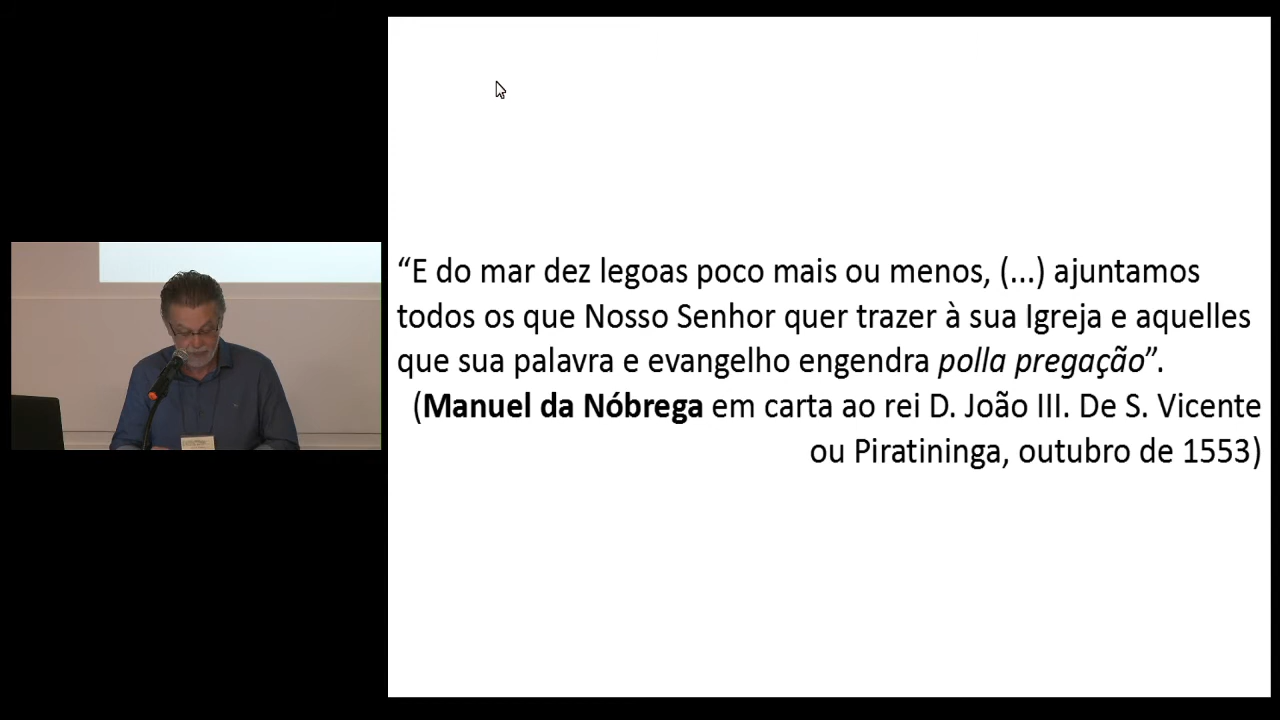 “E do mar dez legoas poco mais ou menos, (...) ajuntamos
todos os que Nosso Senhor quer trazer à sua Igreja e aquelles
que sua palavra e evangelho engendra polla pregação”.
(Manuel da Nóbrega em carta ao rei D. João III. De S. Vicente
ou Piratininga, outubro de 1553)